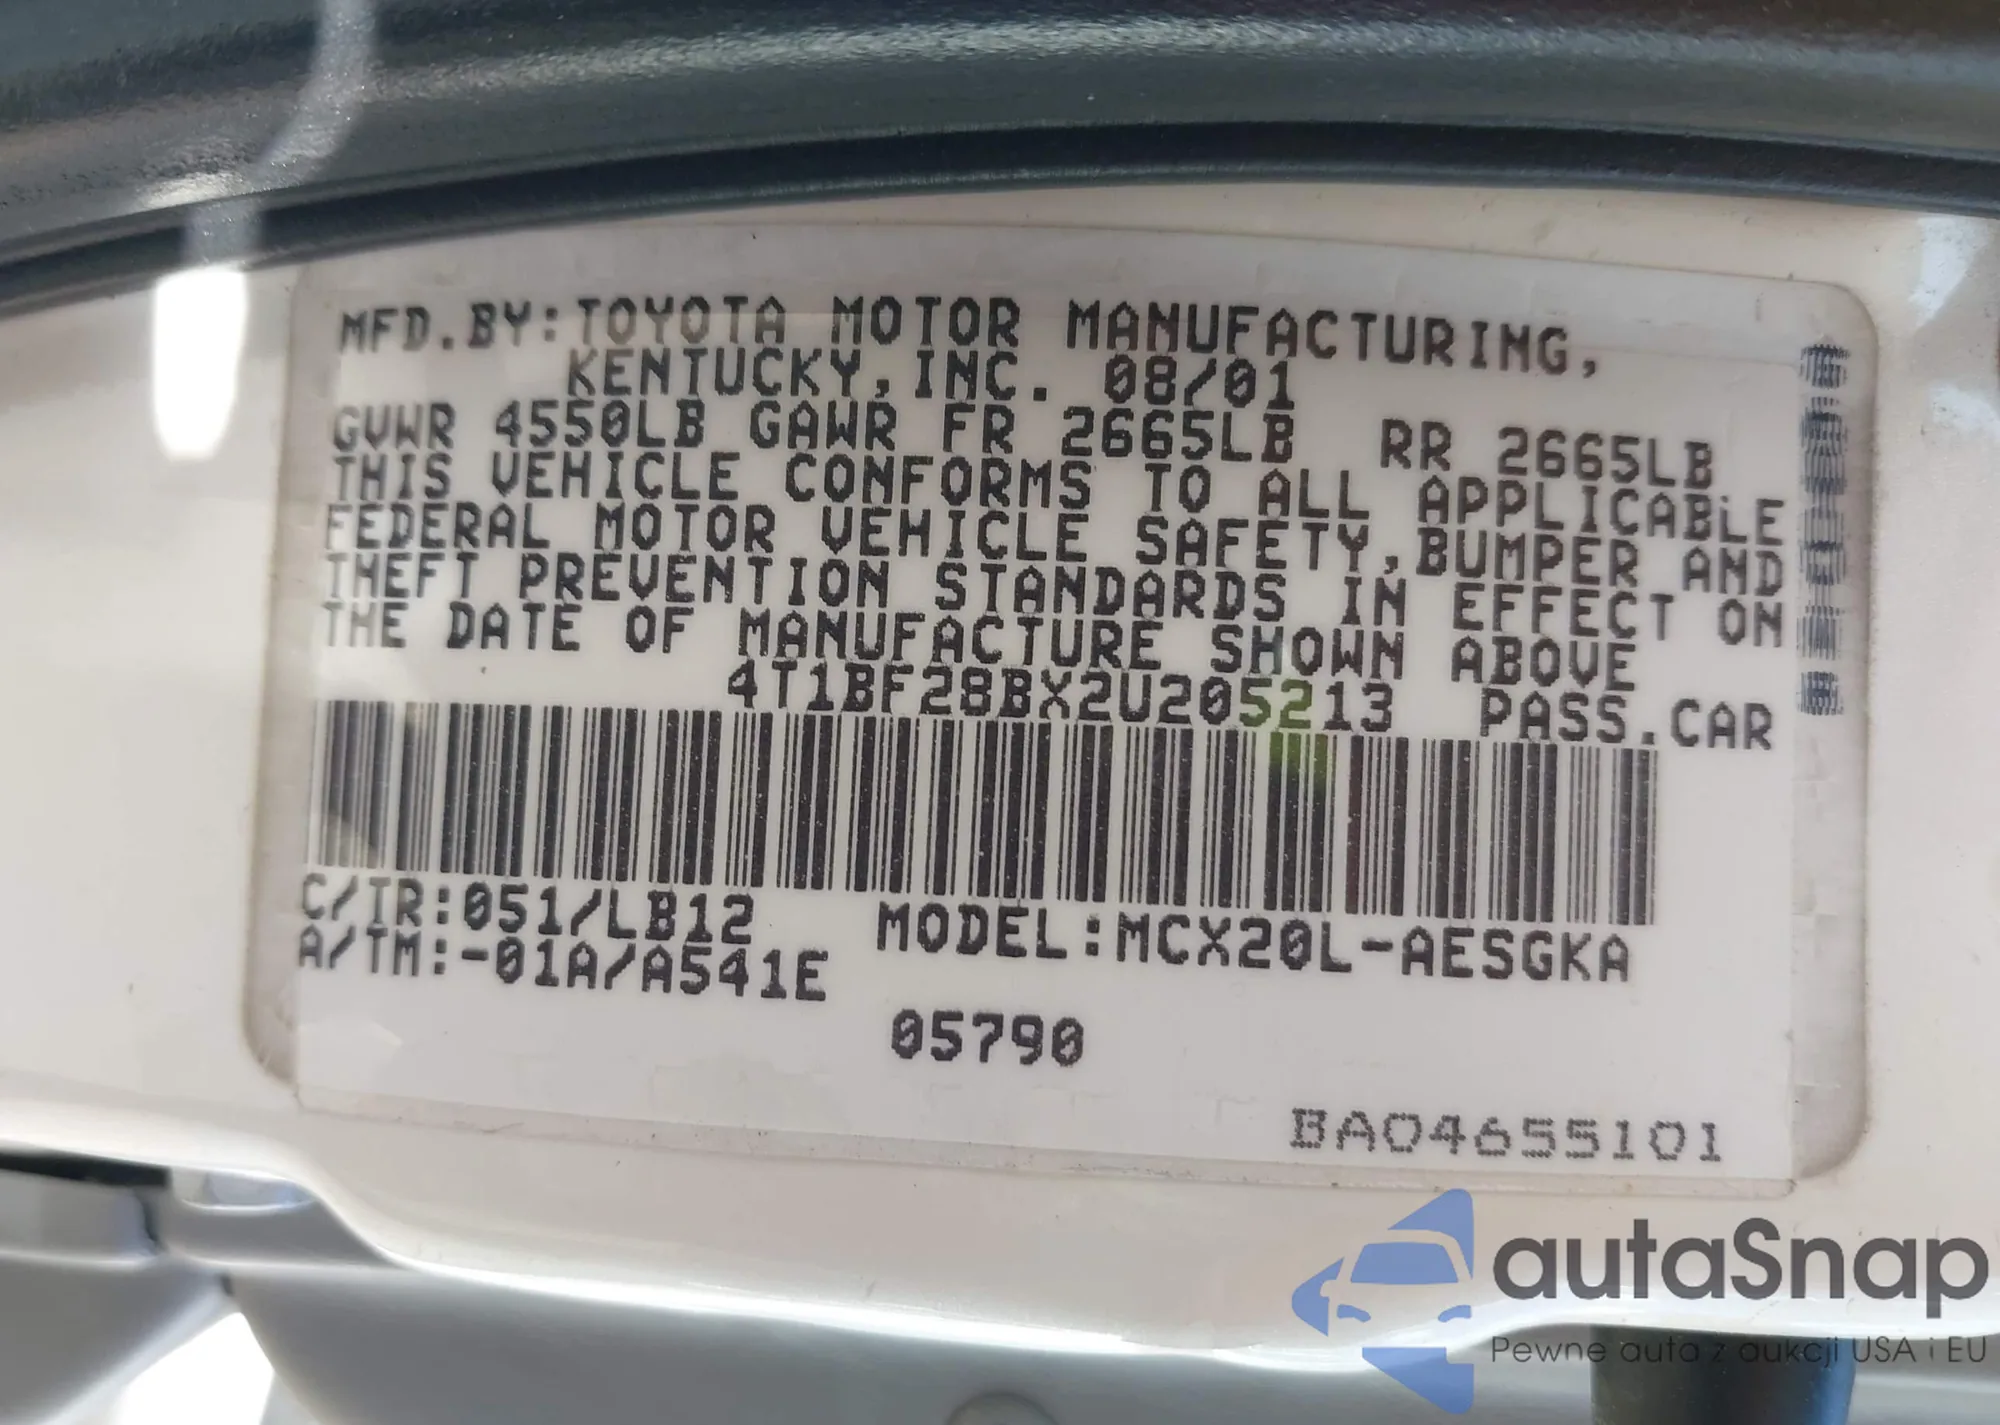 MFD.BY:TOYOTA MOTOR MANUFACTURING,
KENTUCKY,INC. 08/01
GVWR 4550LB GAWR FR 2665LB RR 2665LB
THIS VEHICLE CONFORMS TO ALL APPLICABLE
FEDERAL MOTOR VEHICLE SAFETY,BUMPER AND
THEFT PREVENTION STANDARDS IN EFFECT ON
THE DATE OF MANUFACTURE SHOWN ABOVE
4T1BF28BX2U205213 PASS.CAR
C/TR:051/LB12 MODEL:MCX20L-AESGKA
A/TM:-01A/A541E
05790
BA04655101
autaSnap
Pewne auta z aukcji USA i EU